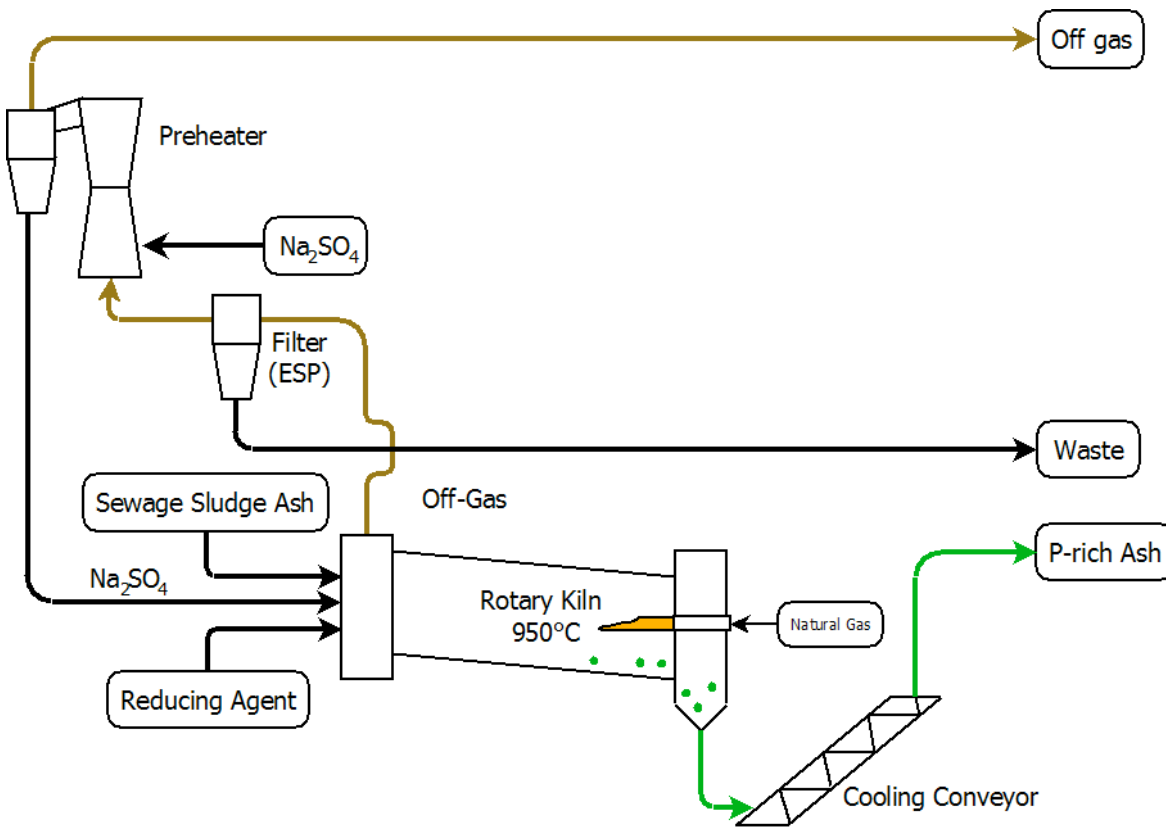 Off gas
Preheater
Na₂SO₄
Filter
(ESP)
Waste
Sewage Sludge Ash
Off-Gas
P-rich Ash
Na₂SO₄
Rotary Kiln
950°C
Natural Gas
Reducing Agent
Cooling Conveyor